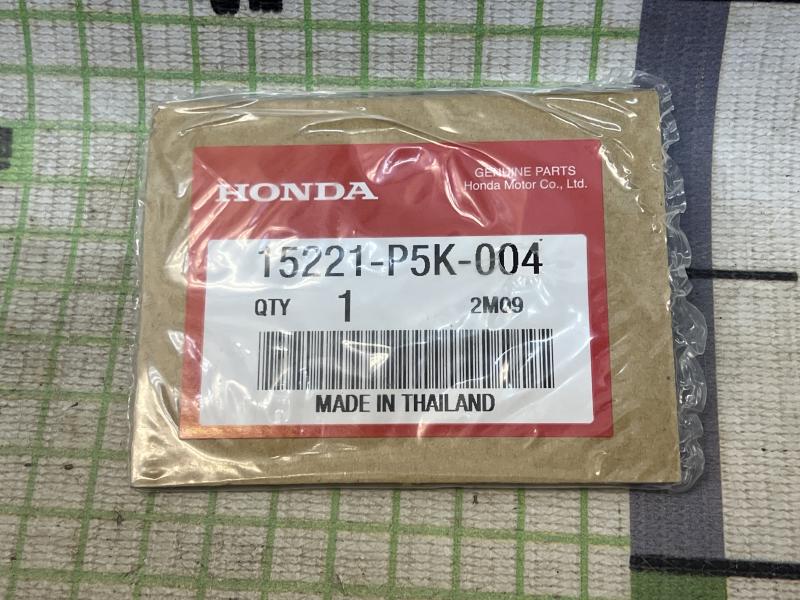 HONDA
GENUINE PARTS
Honda Motor Co., Ltd.
15221-P5K-004
QTY 1 2M09
MADE IN THAILAND